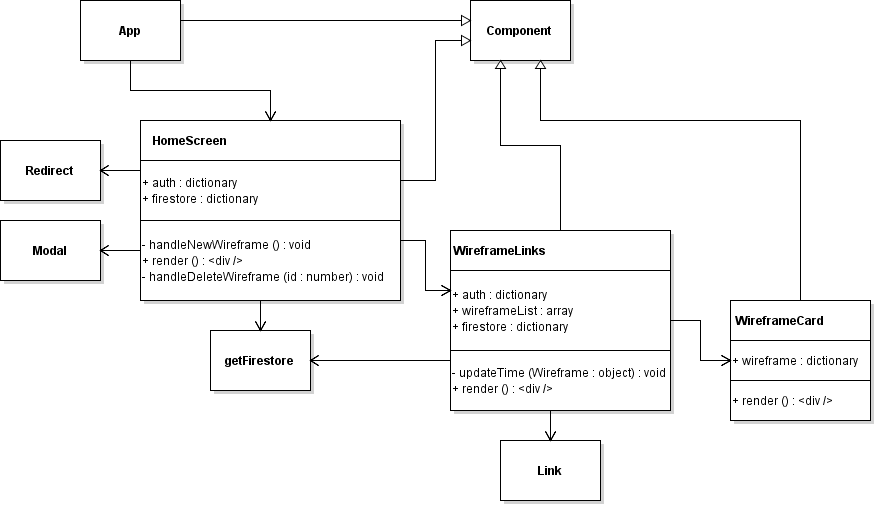 App
Component
HomeScreen
+ auth : dictionary
+ firestore : dictionary
- handleNewWireframe () : void
+ render () : <div />
- handleDeleteWireframe (id : number) : void
Redirect
Modal
getFirestore
WireframeLinks
+ auth : dictionary
+ wireframeList : array
+ firestore : dictionary
- updateTime (Wireframe : object) : void
+ render () : <div />
WireframeCard
+ wireframe : dictionary
+ render () : <div />
Link